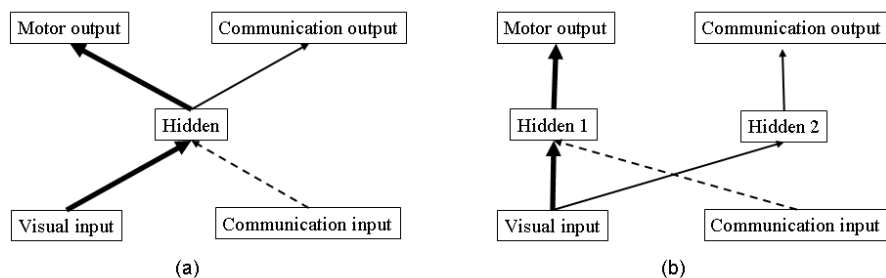 Motor output
Communication output
Hidden
Visual input
Communication input
(a)
Motor output
Communication output
Hidden 1
Hidden 2
Visual input
Communication input
(b)